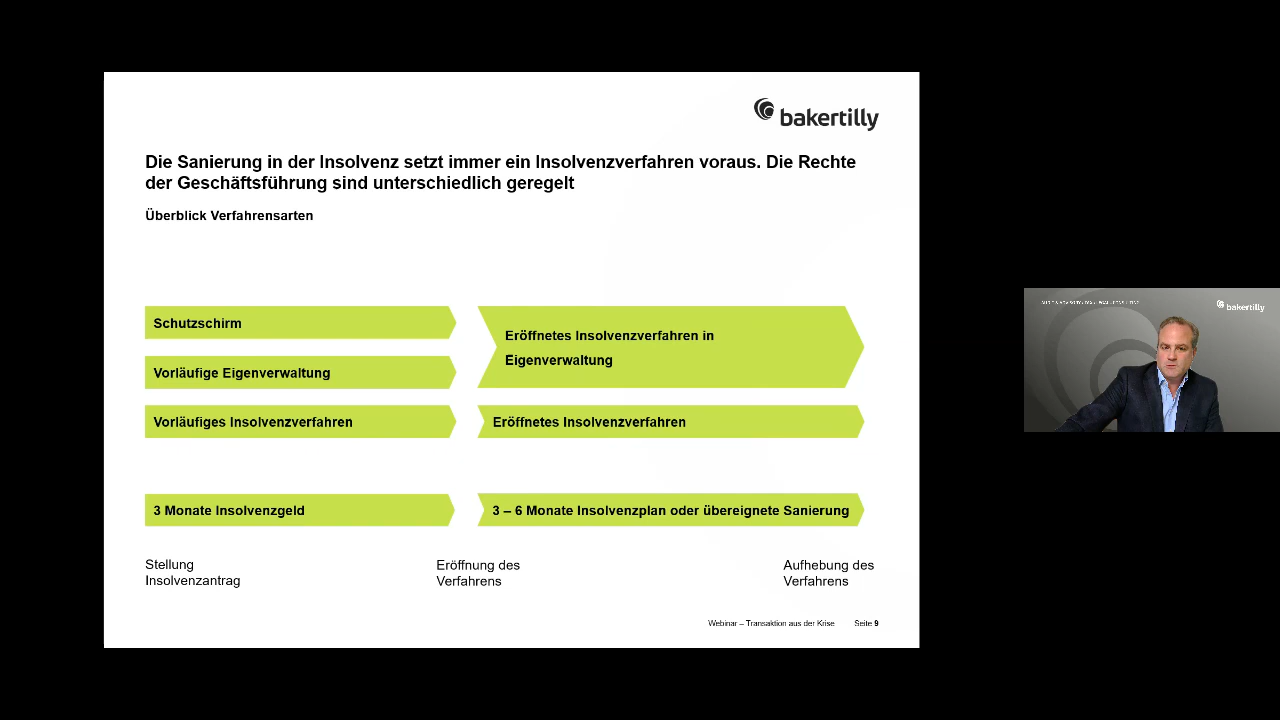 bakertilly
Die Sanierung in der Insolvenz setzt immer ein Insolvenzverfahren voraus. Die Rechte
der Geschäftsführung sind unterschiedlich geregelt
Überblick Verfahrensarten
Schutzschirm
Vorläufige Eigenverwaltung
Eröffnetes Insolvenzverfahren in
Eigenverwaltung
Vorläufiges Insolvenzverfahren
Eröffnetes Insolvenzverfahren
3 Monate Insolvenzgeld
3 – 6 Monate Insolvenzplan oder übereignete Sanierung
Stellung
Insolvenzantrag
Eröffnung des
Verfahrens
Aufhebung des
Verfahrens
Webinar – Transaktion aus der Krise
Seite 9
bakertilly